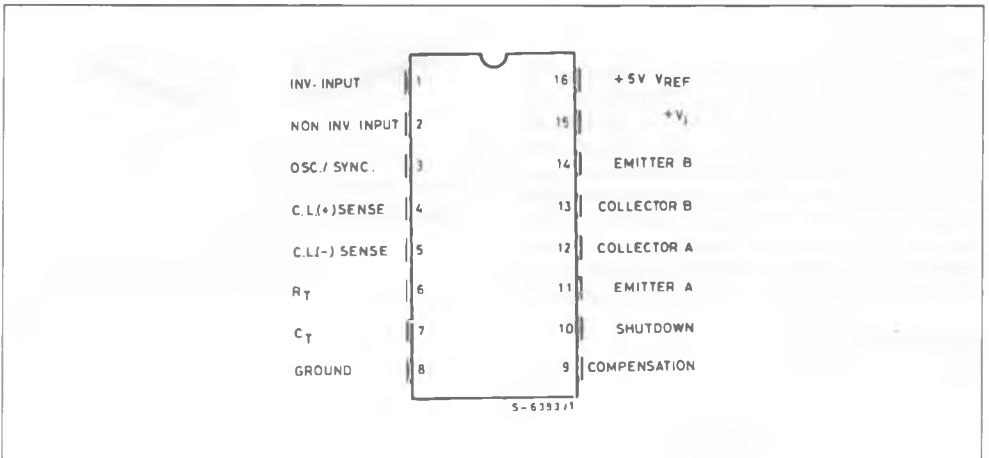 INV. INPUT 1 16 +5V VREF
NON INV. INPUT 2 15 +Vi
OSC./ SYNC. 3 14 EMITTER B
C.L.(+) SENSE 4 13 COLLECTOR B
C.L.(-) SENSE 5 12 COLLECTOR A
RT 6 11 EMITTER A
CT 7 10 SHUTDOWN
GROUND 8 9 COMPENSATION
S-6393/1